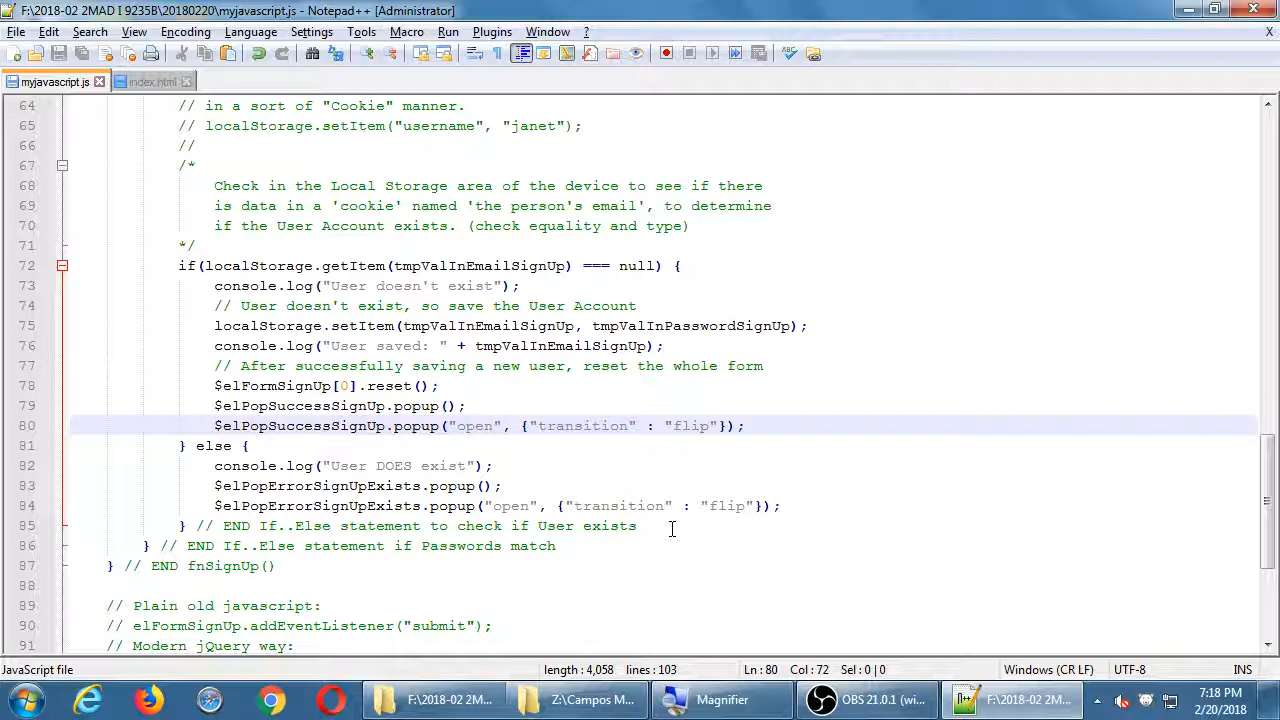 F:\2018-02 2MAD I 9235B\20180220\myjavascript.js - Notepad++ [Administrator]
File Edit Search View Encoding Language Settings Tools Macro Run Plugins Window ?
myjavascript.js index.html
64 // in a sort of "Cookie" manner.
65 // localStorage.setItem("username", "janet");
66 //
67 /*
68 Check in the Local Storage area of the device to see if there
69 is data in a 'cookie' named 'the person's email', to determine
70 if the User Account exists. (check equality and type)
71 */
72 if(localStorage.getItem(tmpValInEmailSignUp) === null) {
73 console.log("User doesn't exist");
74 // User doesn't exist, so save the User Account
75 localStorage.setItem(tmpValInEmailSignUp, tmpValInPasswordSignUp);
76 console.log("User saved: " + tmpValInEmailSignUp);
77 // After successfully saving a new user, reset the whole form
78 $elFormSignUp[0].reset();
79 $elPopSuccessSignUp.popup();
80 $elPopSuccessSignUp.popup("open", {"transition" : "flip"});
81 } else {
82 console.log("User DOES exist");
83 $elPopErrorSignUpExists.popup();
84 $elPopErrorSignUpExists.popup("open", {"transition" : "flip"});
85 } // END If..Else statement to check if User exists
86 } // END If..Else statement if Passwords match
87 } // END fnSignUp()
88
89 // Plain old javascript:
90 // elFormSignUp.addEventListener("submit");
91 // Modern jQuery way:
JavaScript file length : 4,058 lines : 103 Ln : 80 Col : 72 Sel : 0 | 0 Windows (CR LF) UTF-8 INS
F:\2018-02 2M... Z:\Campos M... Magnifier OBS 21.0.1 (wi... F:\2018-02 2M... 7:18 PM
2/20/2018